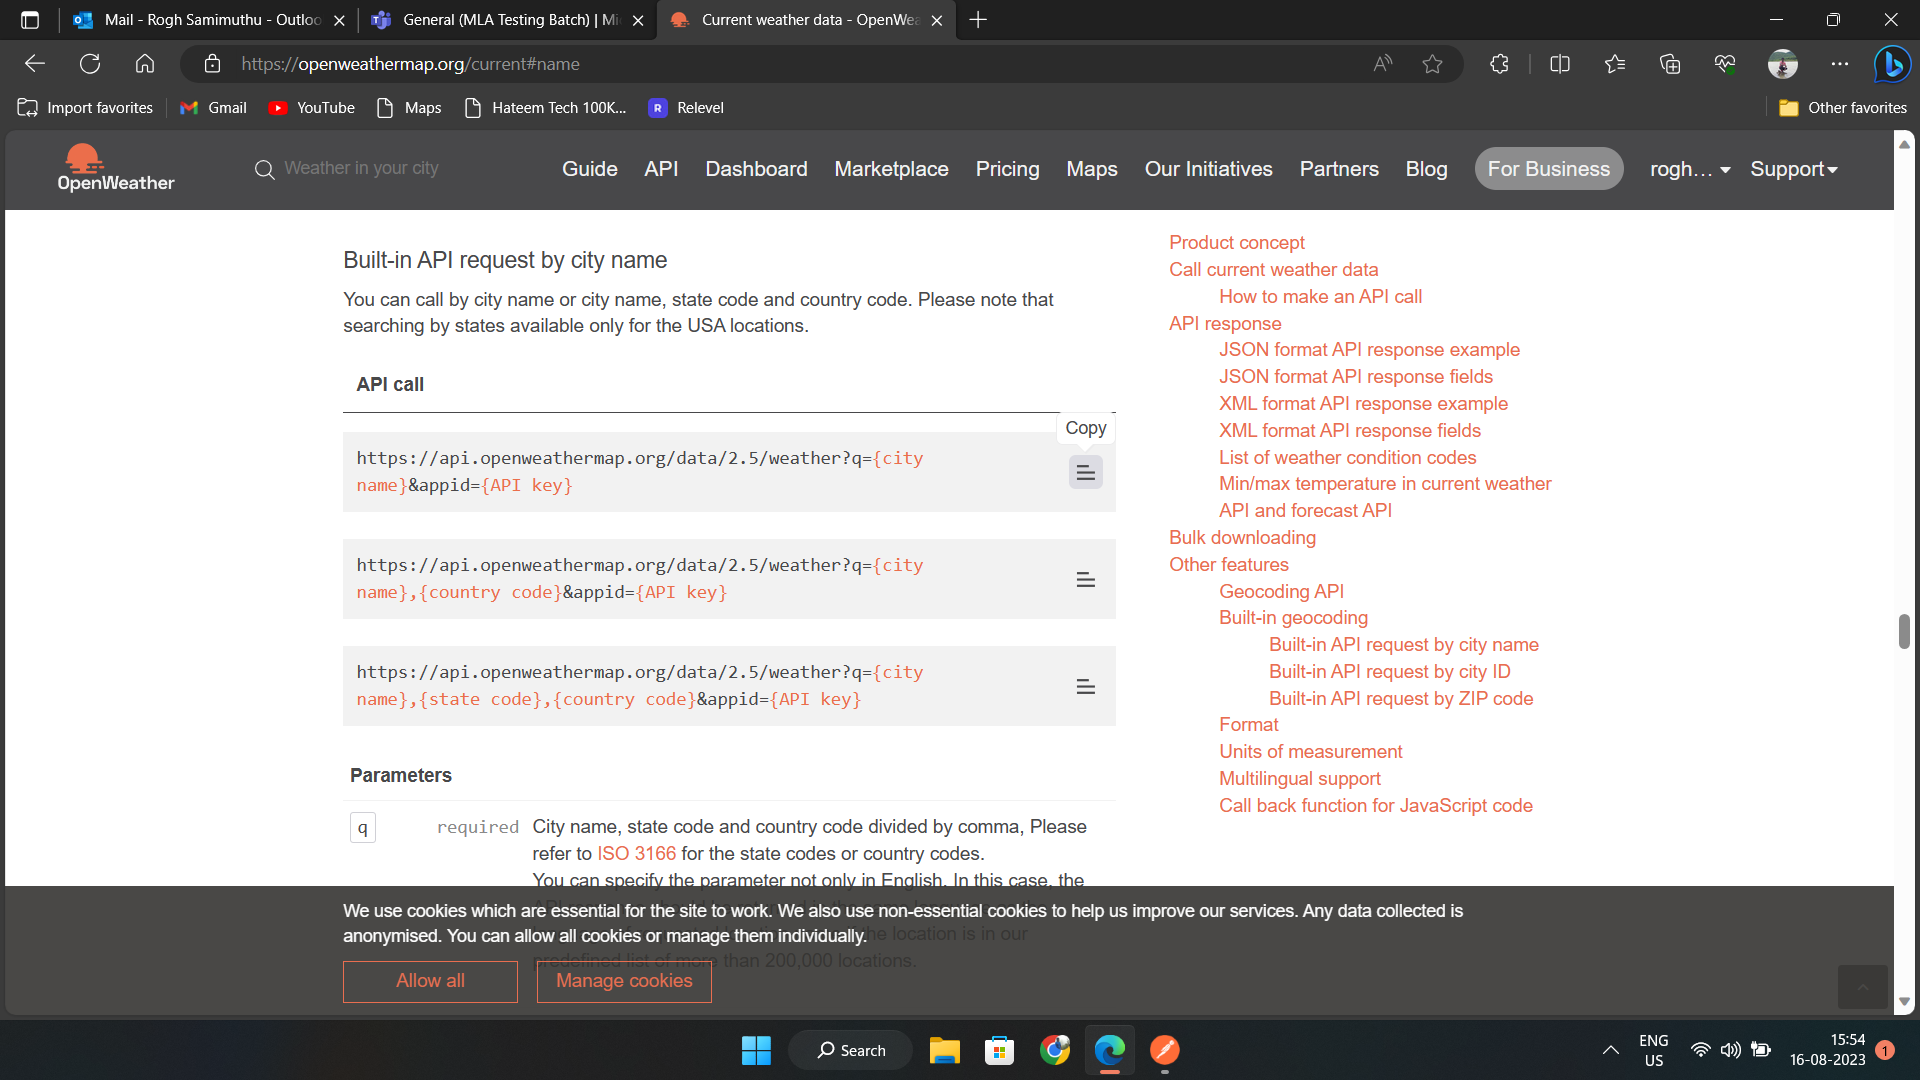 Mail - Rogh Samimuthu - Outloo
General (MLA Testing Batch) | Mi
Current weather data - OpenWea
https://openweathermap.org/current#name
Import favorites
Gmail
YouTube
Maps
Hateem Tech 100K...
Relevel
Other favorites
OpenWeather
Weather in your city
Guide
API
Dashboard
Marketplace
Pricing
Maps
Our Initiatives
Partners
Blog
For Business
rogh...
Support
Built-in API request by city name
You can call by city name or city name, state code and country code. Please note that
searching by states available only for the USA locations.
API call
Copy
https://api.openweathermap.org/data/2.5/weather?q={city
name}&appid={API key}
https://api.openweathermap.org/data/2.5/weather?q={city
name},{country code}&appid={API key}
https://api.openweathermap.org/data/2.5/weather?q={city
name},{state code},{country code}&appid={API key}
Parameters
q
required
City name, state code and country code divided by comma, Please
refer to ISO 3166 for the state codes or country codes.
You can specify the parameter not only in English. In this case, the
the location is in our
predefined list of more than 200,000 locations.
Product concept
Call current weather data
How to make an API call
API response
JSON format API response example
JSON format API response fields
XML format API response example
XML format API response fields
List of weather condition codes
Min/max temperature in current weather
API and forecast API
Bulk downloading
Other features
Geocoding API
Built-in geocoding
Built-in API request by city name
Built-in API request by city ID
Built-in API request by ZIP code
Format
Units of measurement
Multilingual support
Call back function for JavaScript code
We use cookies which are essential for the site to work. We also use non-essential cookies to help us improve our services. Any data collected is
anonymised. You can allow all cookies or manage them individually.
Allow all
Manage cookies
Search
ENG
US
15:54
16-08-2023
1